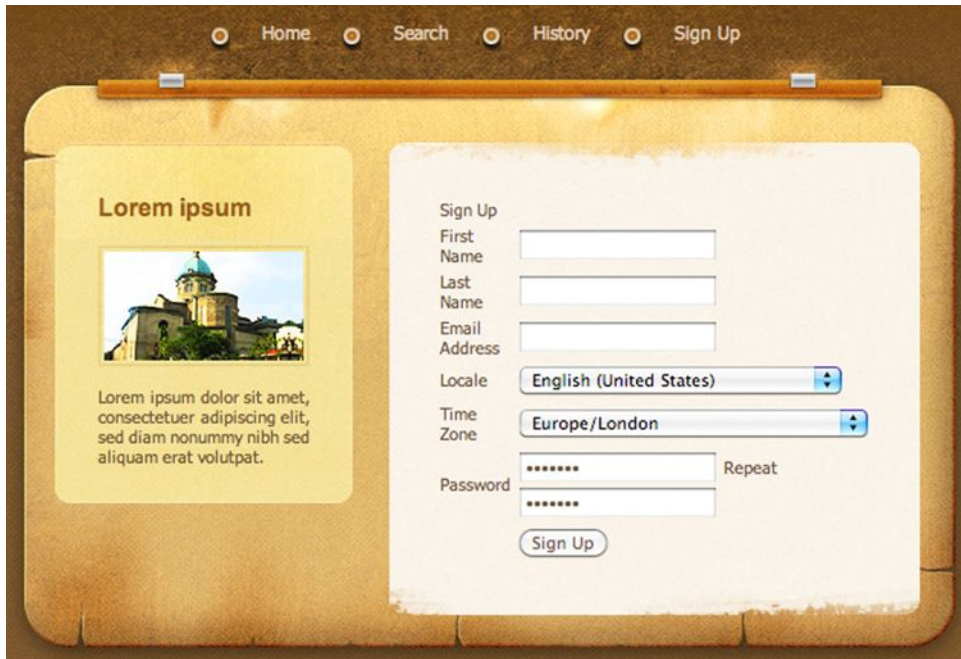 Home Search History Sign Up
Lorem ipsum
Lorem ipsum dolor sit amet,
consectetuer adipiscing elit,
sed diam nonummy nibh sed
aliquam erat volutpat.
Sign Up
First
Name
Last
Name
Email
Address
Locale English (United States)
Time
Zone
Europe/London
Password
Repeat
Sign Up